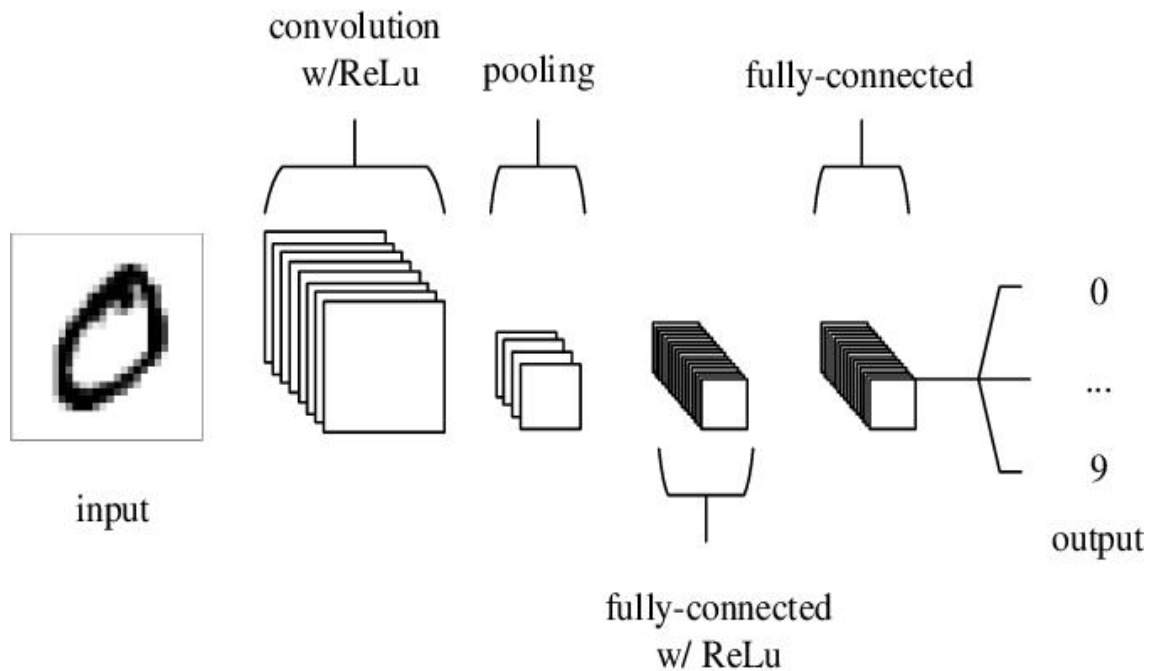 convolution
w/ReLu
pooling
fully-connected
0
...
9
input
output
fully-connected
w/ ReLu